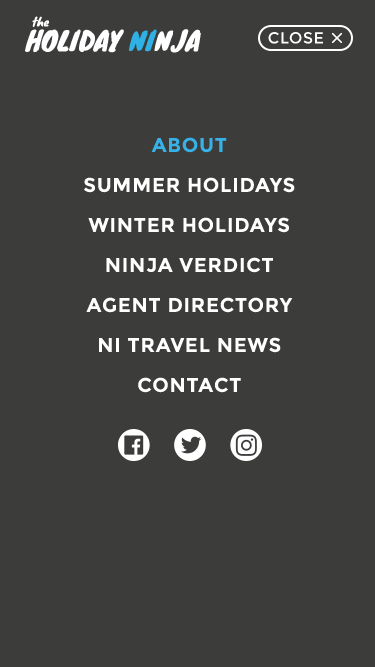 the
HOLIDAY NINJA
CLOSE
ABOUT
SUMMER HOLIDAYS
WINTER HOLIDAYS
NINJA VERDICT
AGENT DIRECTORY
NI TRAVEL NEWS
CONTACT